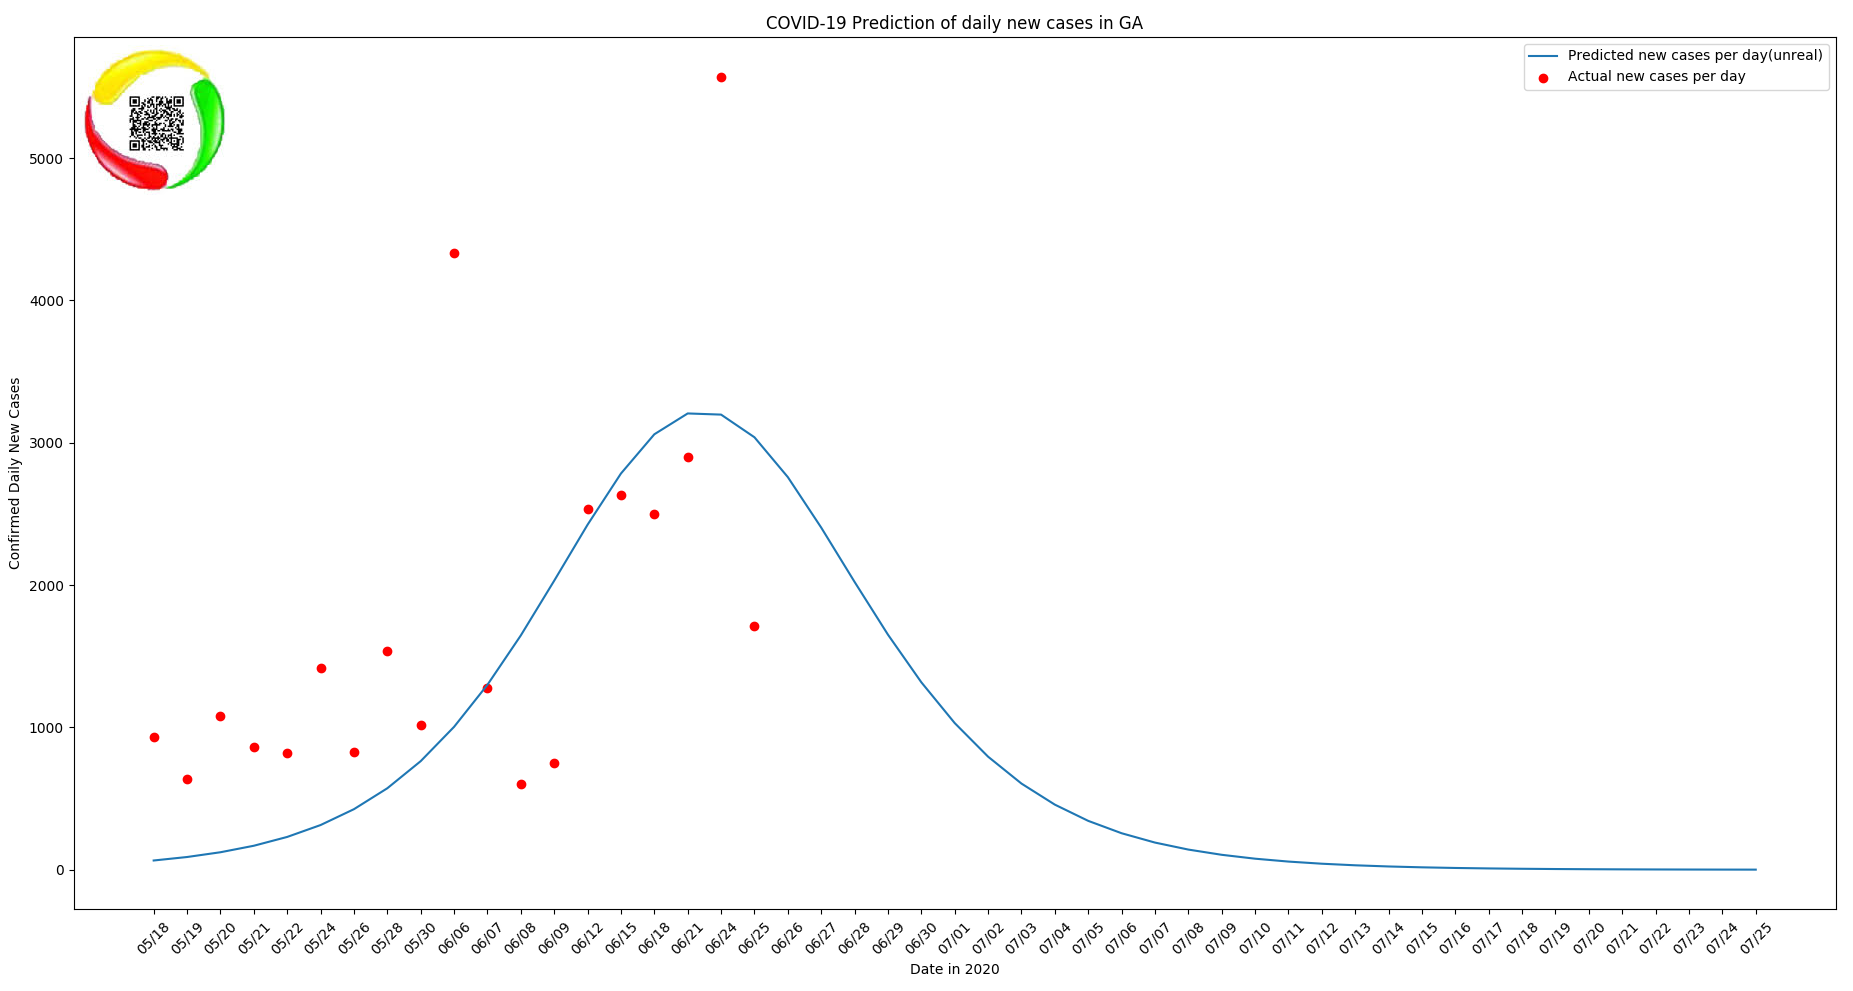 COVID-19 Prediction of daily new cases in GA
Predicted new cases per day(unreal)
Actual new cases per day
Confirmed Daily New Cases
5000
4000
3000
2000
1000
0
05/18 05/19 05/20 05/21 05/22 05/24 05/26 05/28 05/30 06/06 06/07 06/08 06/09 06/12 06/15 06/18 06/21 06/24 06/25 06/26 06/27 06/28 06/29 06/30 07/01 07/02 07/03 07/04 07/05 07/06 07/07 07/08 07/09 07/10 07/11 07/12 07/13 07/14 07/15 07/16 07/17 07/18 07/19 07/20 07/21 07/22 07/23 07/24 07/25
Date in 2020